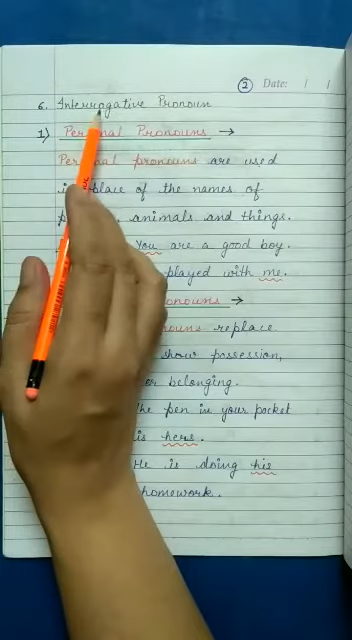 2 Date: / /
6. Interrogative Pronoun
1) Personal Pronouns →
Personal pronouns are used
in place of the names of
animals and things.
You are a good boy.
played with me.
→
replace
show possession,
or belonging.
The pen in your pocket
is hers.
He is doing his
homework.